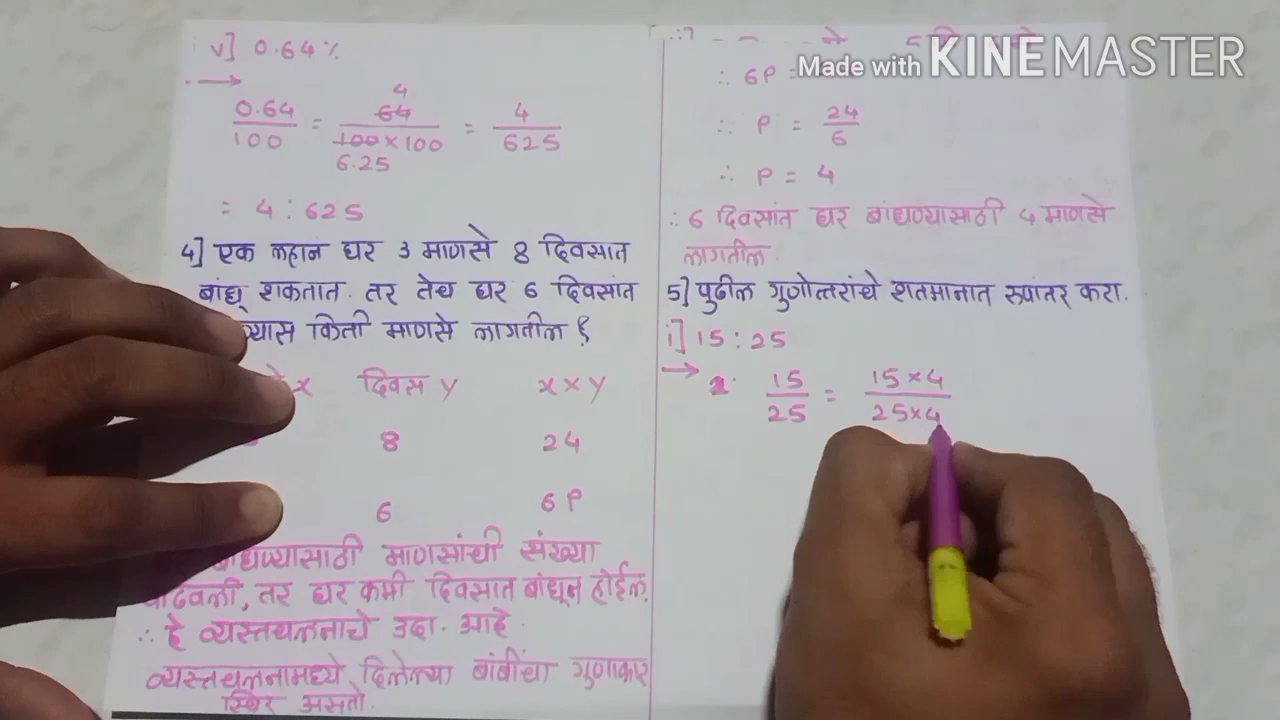 v] 0.64%
→
0.64/100 = 4 64/100×100 6.25 = 4/625
= 4 : 625
4] एक लहान घर 3 माणसे 8 दिवसात
बांधू शकतात. तर तेच घर 6 दिवसांत
किती माणसे लागतील ?
x दिवस y x×y
8 24
6 6P
माणसांची संख्या
वाढवली, तर घर कमी दिवसात बांधून होईल.
∴ हे व्यस्तचलनाचे उदा. आहे.
व्यस्तचलनामध्ये दिलेल्या बांबींचा गुणाकार
स्थिर असतो.
∴ 6P =
∴ P = 24/6
∴ P = 4
∴ 6 दिवसांत घर बांधण्यासाठी 4 माणसे
लागतील.
5] पुढील गुणोत्तरांचे शतमानात रुपांतर करा.
i] 15 : 25
→ 15/25 = 15×4/25×4
Made with KINEMASTER